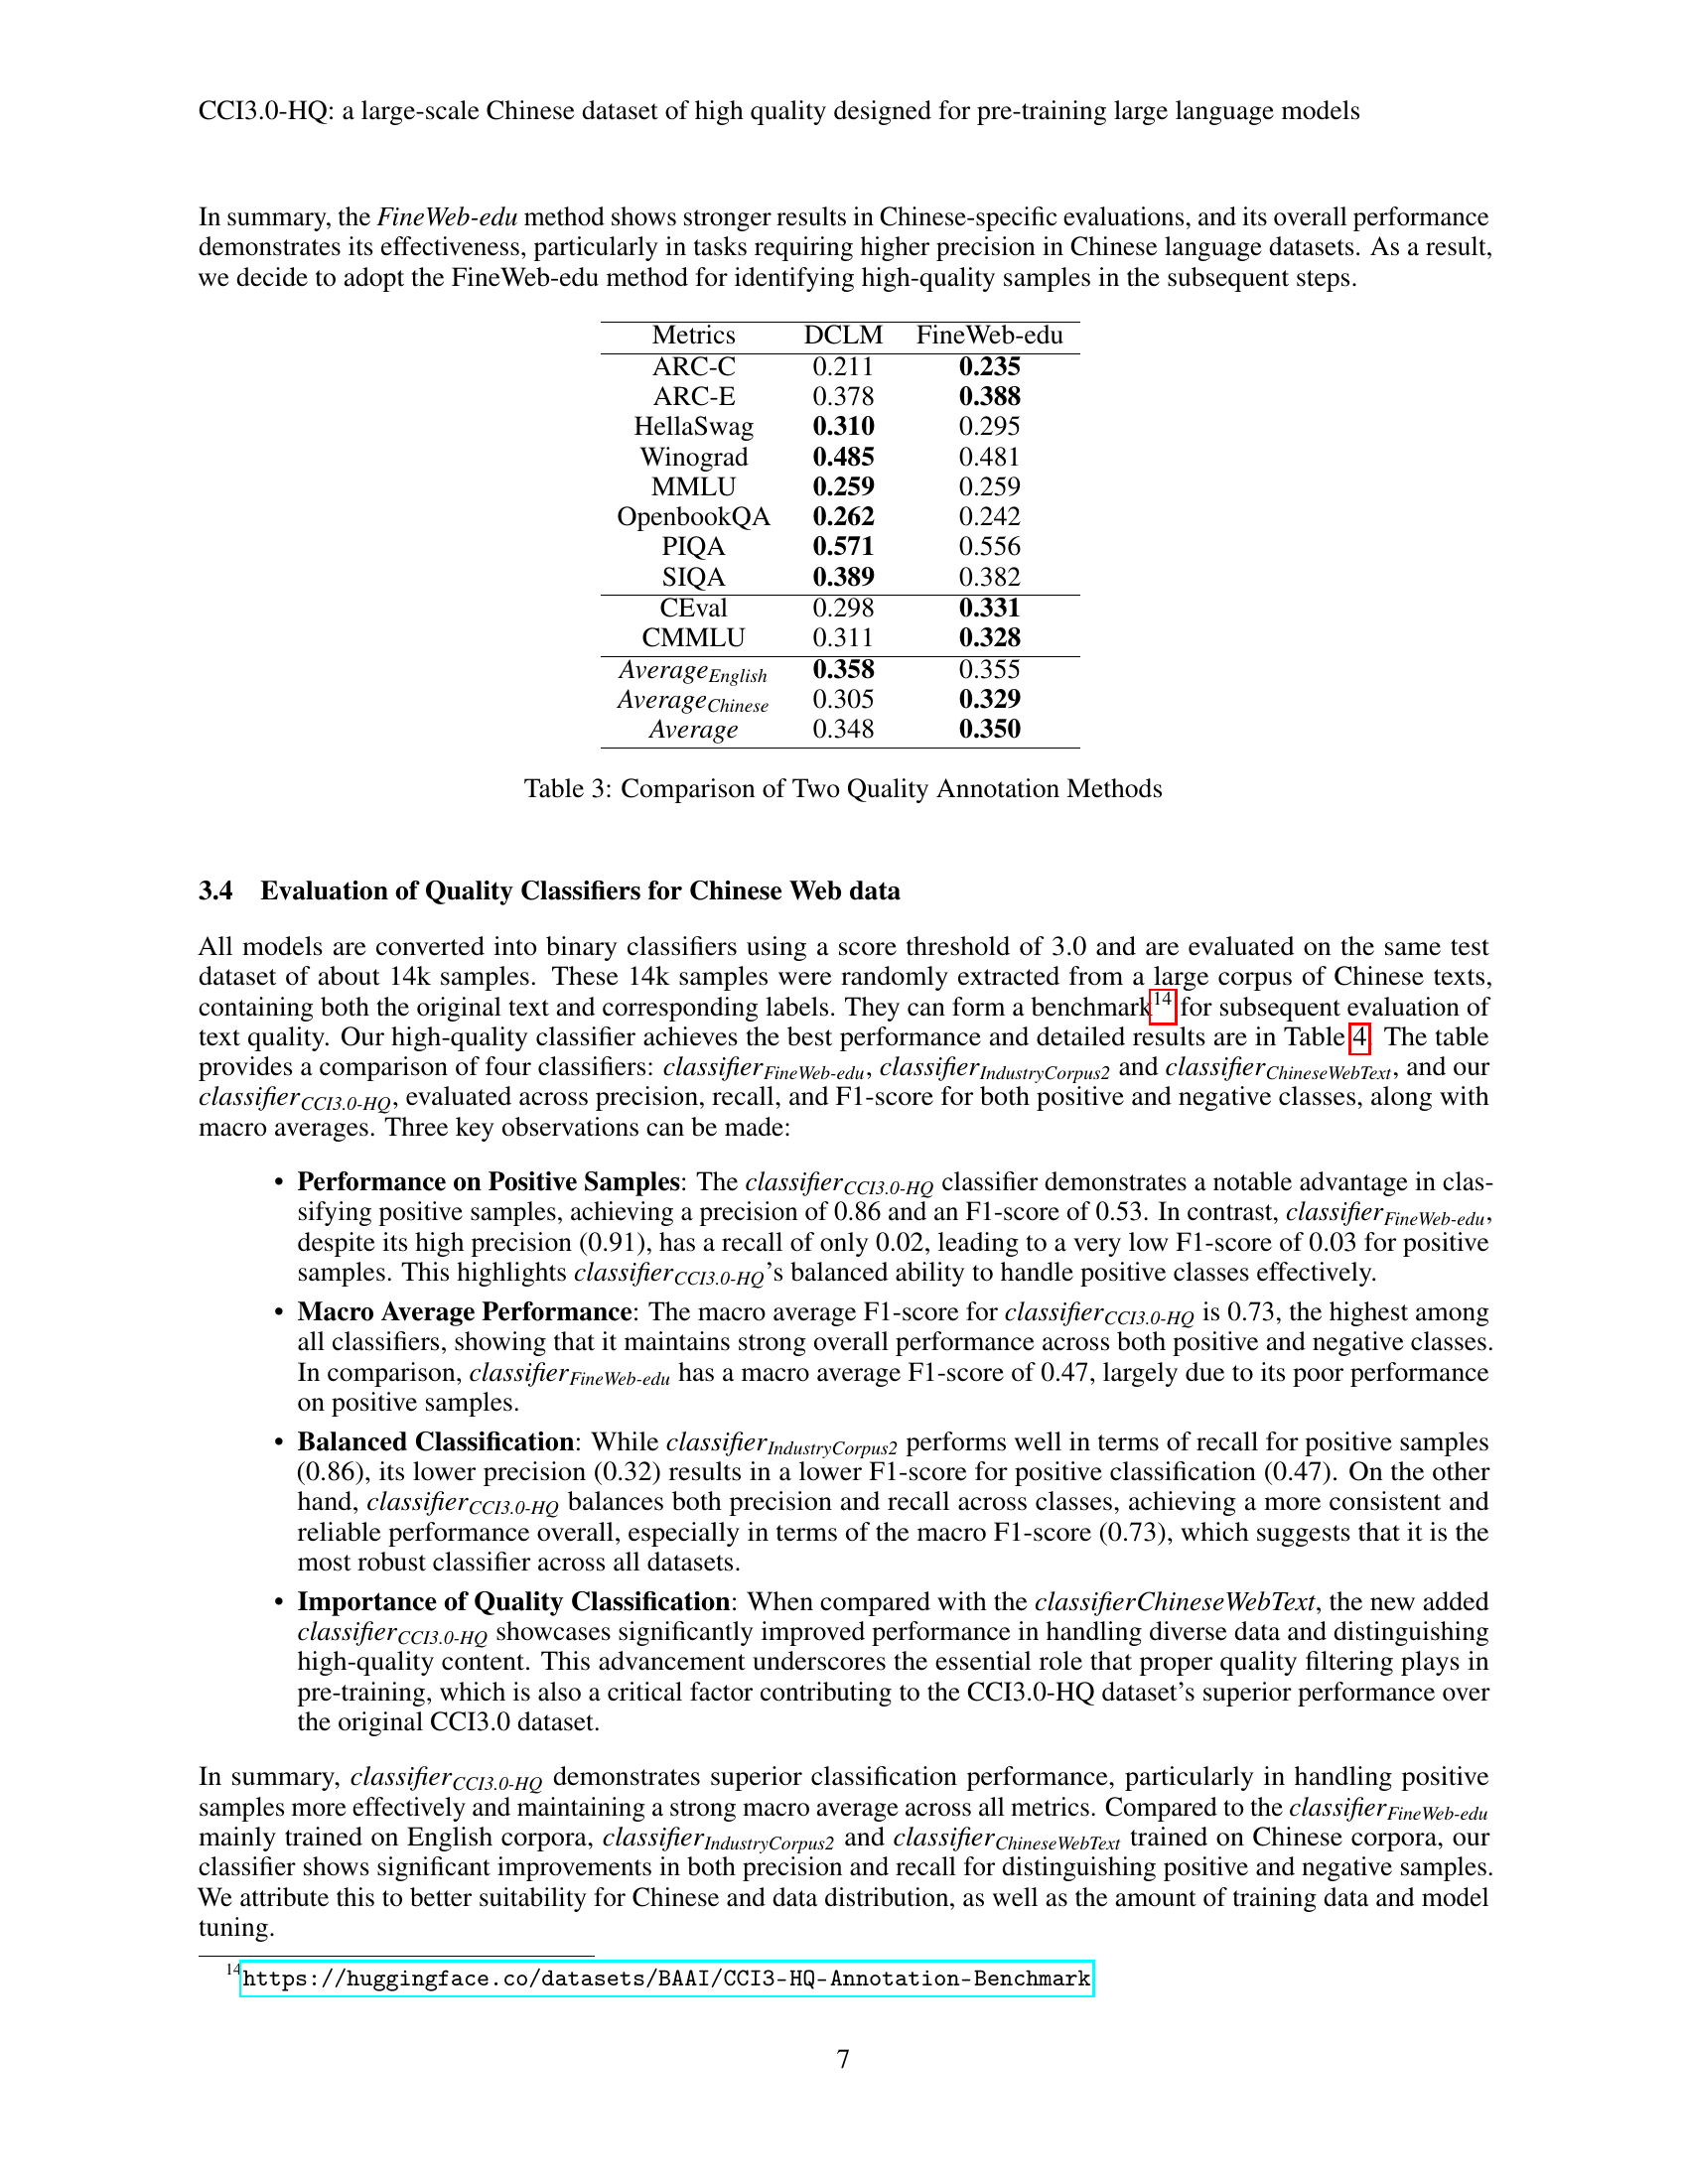 CCI3.0-HQ: a large-scale Chinese dataset of high quality designed for pre-training large language models
In summary, the FineWeb-edu method shows stronger results in Chinese-specific evaluations, and its overall performance
demonstrates its effectiveness, particularly in tasks requiring higher precision in Chinese language datasets. As a result,
we decide to adopt the FineWeb-edu method for identifying high-quality samples in the subsequent steps.
Metrics DCLM FineWeb-edu
ARC-C 0.211 0.235
ARC-E 0.378 0.388
HellaSwag 0.310 0.295
Winograd 0.485 0.481
MMLU 0.259 0.259
OpenbookQA 0.262 0.242
PIQA 0.571 0.556
SIQA 0.389 0.382
CEval 0.298 0.331
CMMLU 0.311 0.328
Average English 0.358 0.355
Average Chinese 0.305 0.329
Average 0.348 0.350
Table 3: Comparison of Two Quality Annotation Methods
3.4 Evaluation of Quality Classifiers for Chinese Web data
All models are converted into binary classifiers using a score threshold of 3.0 and are evaluated on the same test
dataset of about 14k samples. These 14k samples were randomly extracted from a large corpus of Chinese texts,
containing both the original text and corresponding labels. They can form a benchmark 14 for subsequent evaluation of
text quality. Our high-quality classifier achieves the best performance and detailed results are in Table 4. The table
provides a comparison of four classifiers: classifier FineWeb-edu, classifier IndustryCorpus2 and classifier ChineseWebText, and our
classifier CCI3.0-HQ, evaluated across precision, recall, and F1-score for both positive and negative classes, along with
macro averages. Three key observations can be made:
• Performance on Positive Samples: The classifier CCI3.0-HQ classifier demonstrates a notable advantage in clas-
sifying positive samples, achieving a precision of 0.86 and an F1-score of 0.53. In contrast, classifier FineWeb-edu,
despite its high precision (0.91), has a recall of only 0.02, leading to a very low F1-score of 0.03 for positive
samples. This highlights classifier CCI3.0-HQ's balanced ability to handle positive classes effectively.
• Macro Average Performance: The macro average F1-score for classifier CCI3.0-HQ is 0.73, the highest among
all classifiers, showing that it maintains strong overall performance across both positive and negative classes.
In comparison, classifier FineWeb-edu has a macro average F1-score of 0.47, largely due to its poor performance
on positive samples.
• Balanced Classification: While classifier IndustryCorpus2 performs well in terms of recall for positive samples
(0.86), its lower precision (0.32) results in a lower F1-score for positive classification (0.47). On the other
hand, classifier CCI3.0-HQ balances both precision and recall across classes, achieving a more consistent and
reliable performance overall, especially in terms of the macro F1-score (0.73), which suggests that it is the
most robust classifier across all datasets.
• Importance of Quality Classification: When compared with the classifierChineseWebText, the new added
classifier CCI3.0-HQ showcases significantly improved performance in handling diverse data and distinguishing
high-quality content. This advancement underscores the essential role that proper quality filtering plays in
pre-training, which is also a critical factor contributing to the CCI3.0-HQ dataset's superior performance over
the original CCI3.0 dataset.
In summary, classifier CCI3.0-HQ demonstrates superior classification performance, particularly in handling positive
samples more effectively and maintaining a strong macro average across all metrics. Compared to the classifier FineWeb-edu
mainly trained on English corpora, classifier IndustryCorpus2 and classifier ChineseWebText trained on Chinese corpora, our
classifier shows significant improvements in both precision and recall for distinguishing positive and negative samples.
We attribute this to better suitability for Chinese and data distribution, as well as the amount of training data and model
tuning.
14 https://huggingface.co/datasets/BAAI/CCI3-HQ-Annotation-Benchmark
7